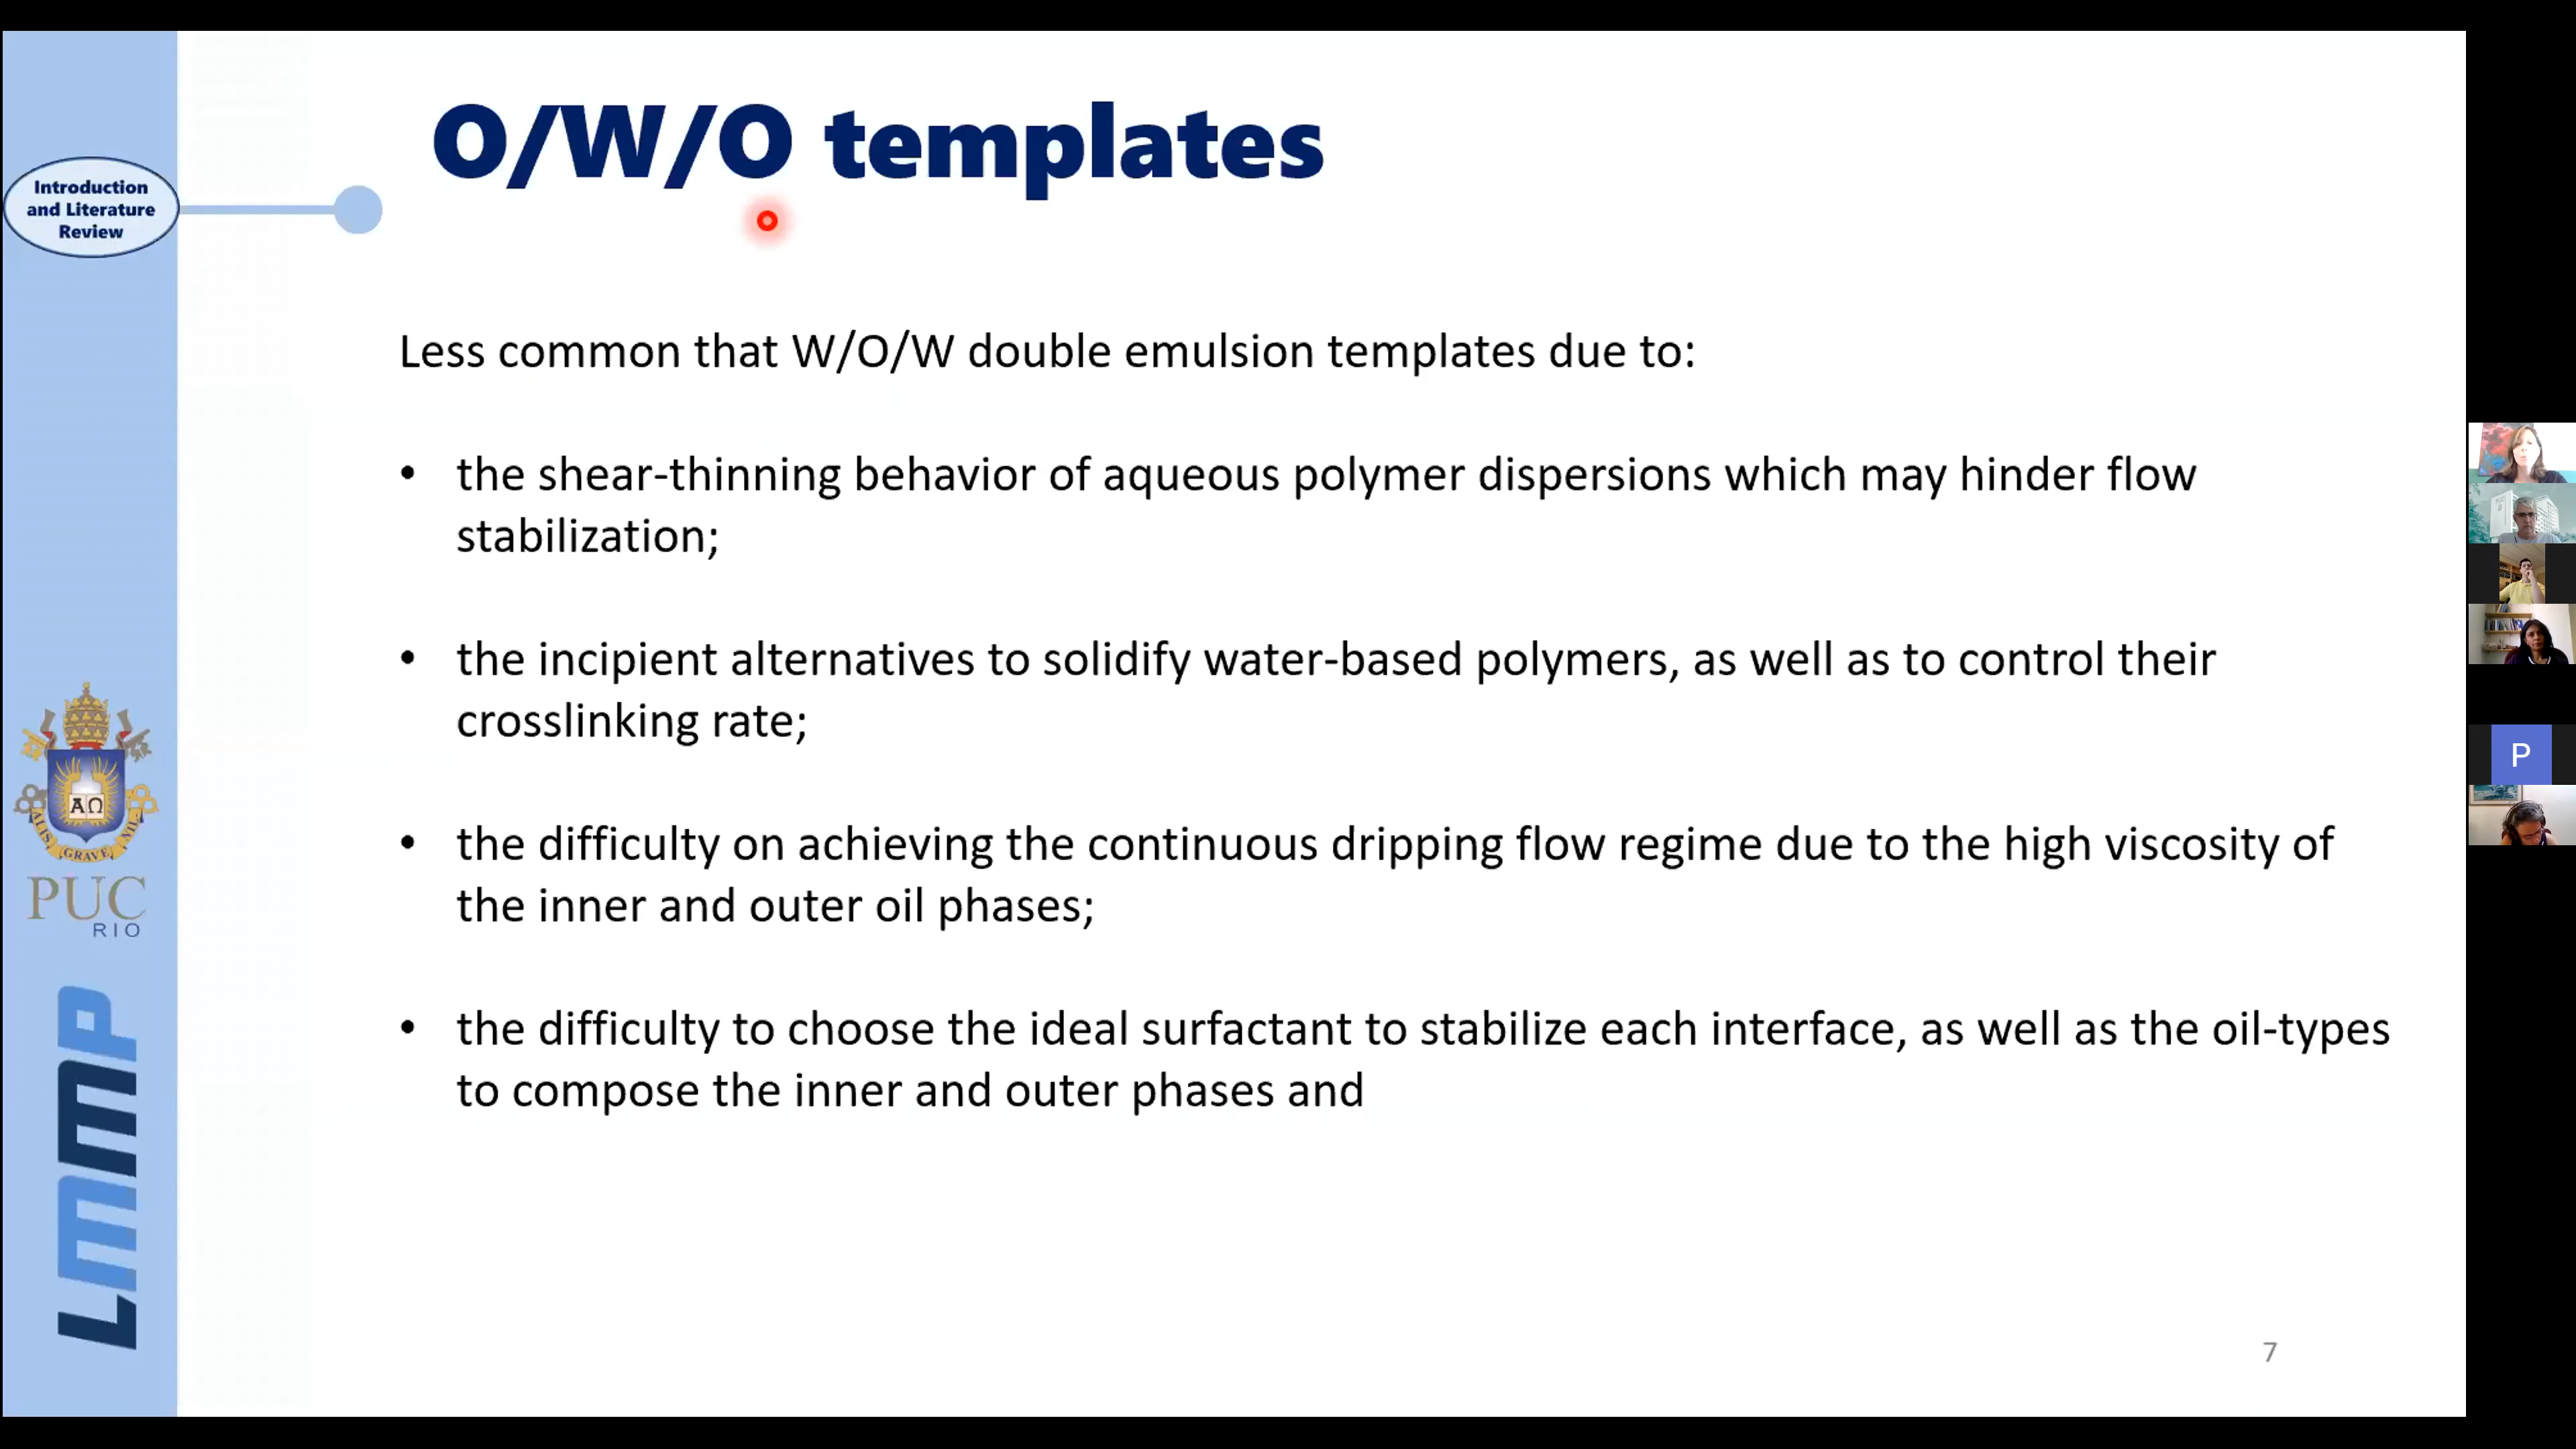 O/W/O templates
Introduction
and Literature
Review
Less common that W/O/W double emulsion templates due to:
• the shear-thinning behavior of aqueous polymer dispersions which may hinder flow
stabilization;
• the incipient alternatives to solidify water-based polymers, as well as to control their
crosslinking rate;
• the difficulty on achieving the continuous dripping flow regime due to the high viscosity of
the inner and outer oil phases;
• the difficulty to choose the ideal surfactant to stabilize each interface, as well as the oil-types
to compose the inner and outer phases and
ΑΩ
ALIS GRAVE NIL
PUC
RIO
LMMP
P
7